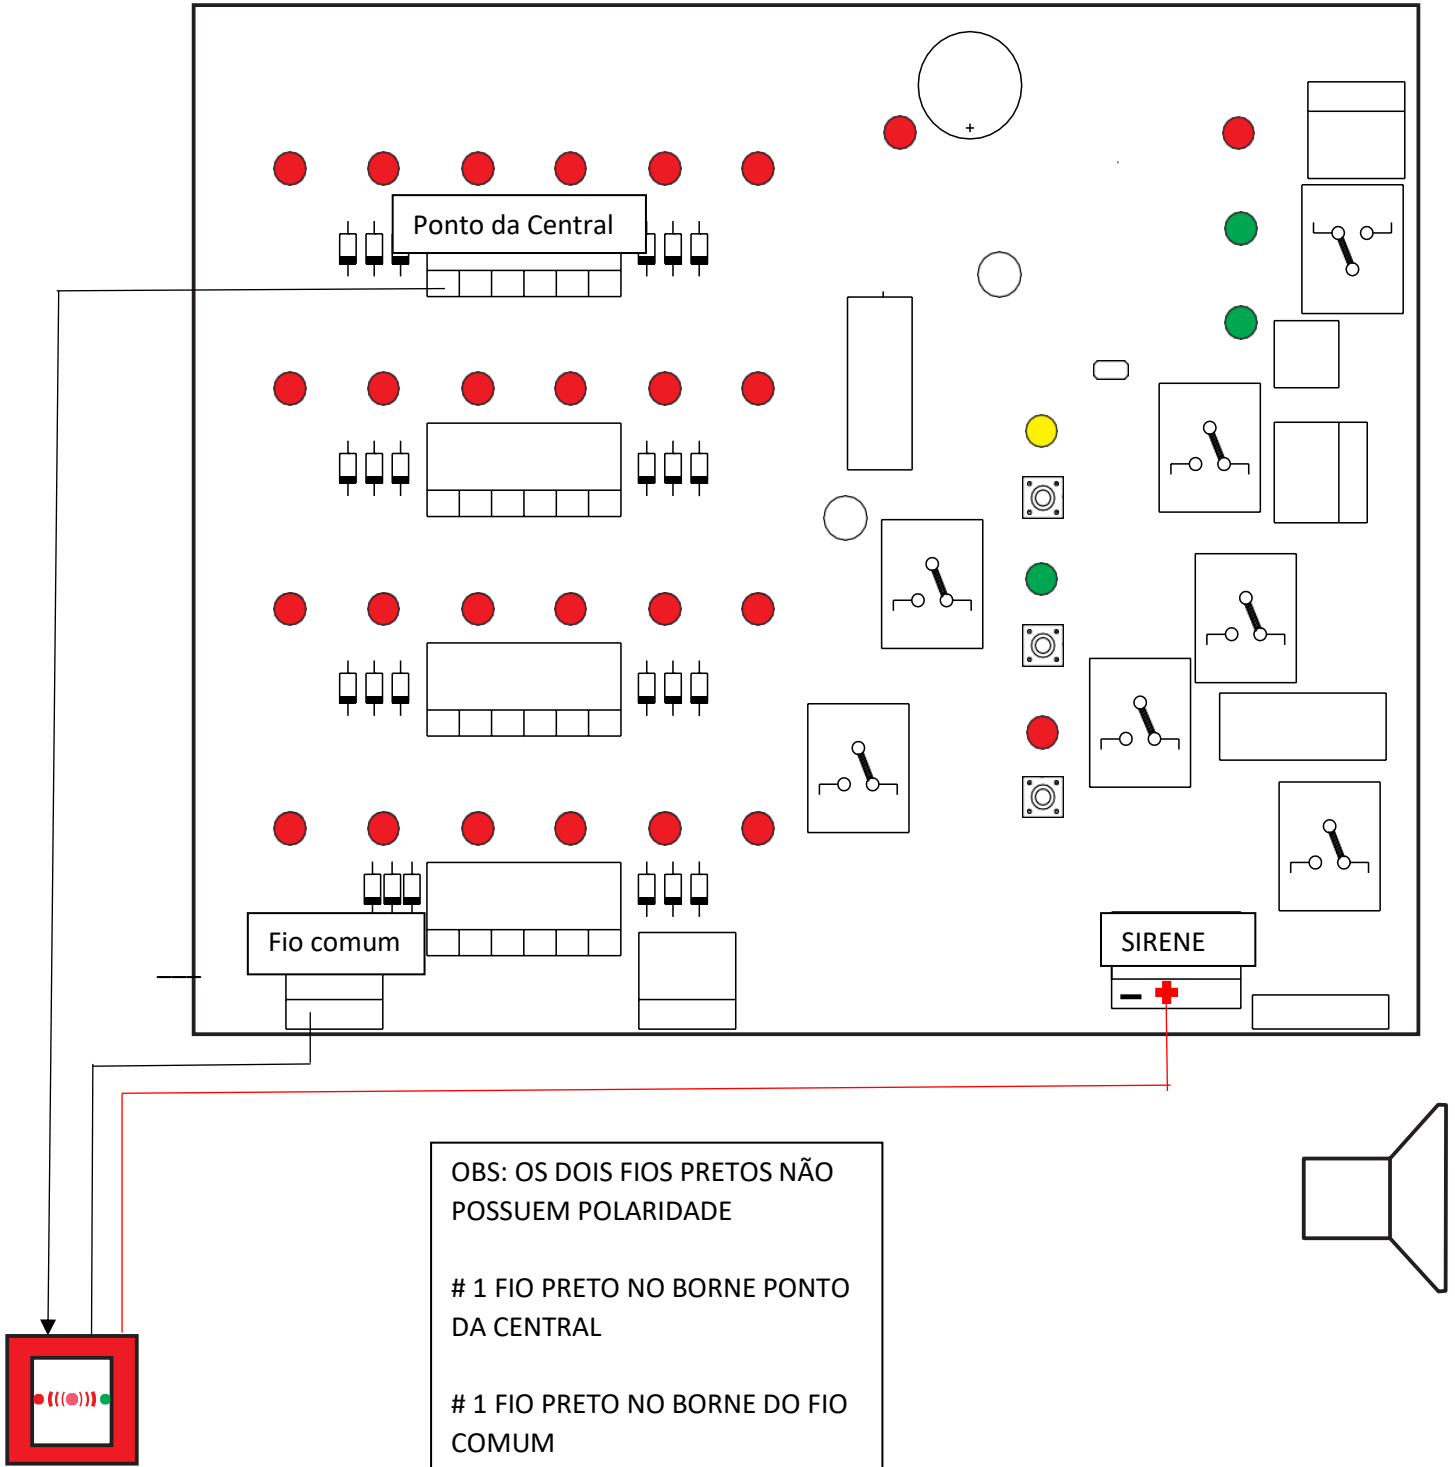 Ponto da Central
Fio comum
SIRENE
OBS: OS DOIS FIOS PRETOS NÃO
POSSUEM POLARIDADE
# 1 FIO PRETO NO BORNE PONTO
DA CENTRAL
# 1 FIO PRETO NO BORNE DO FIO
COMUM